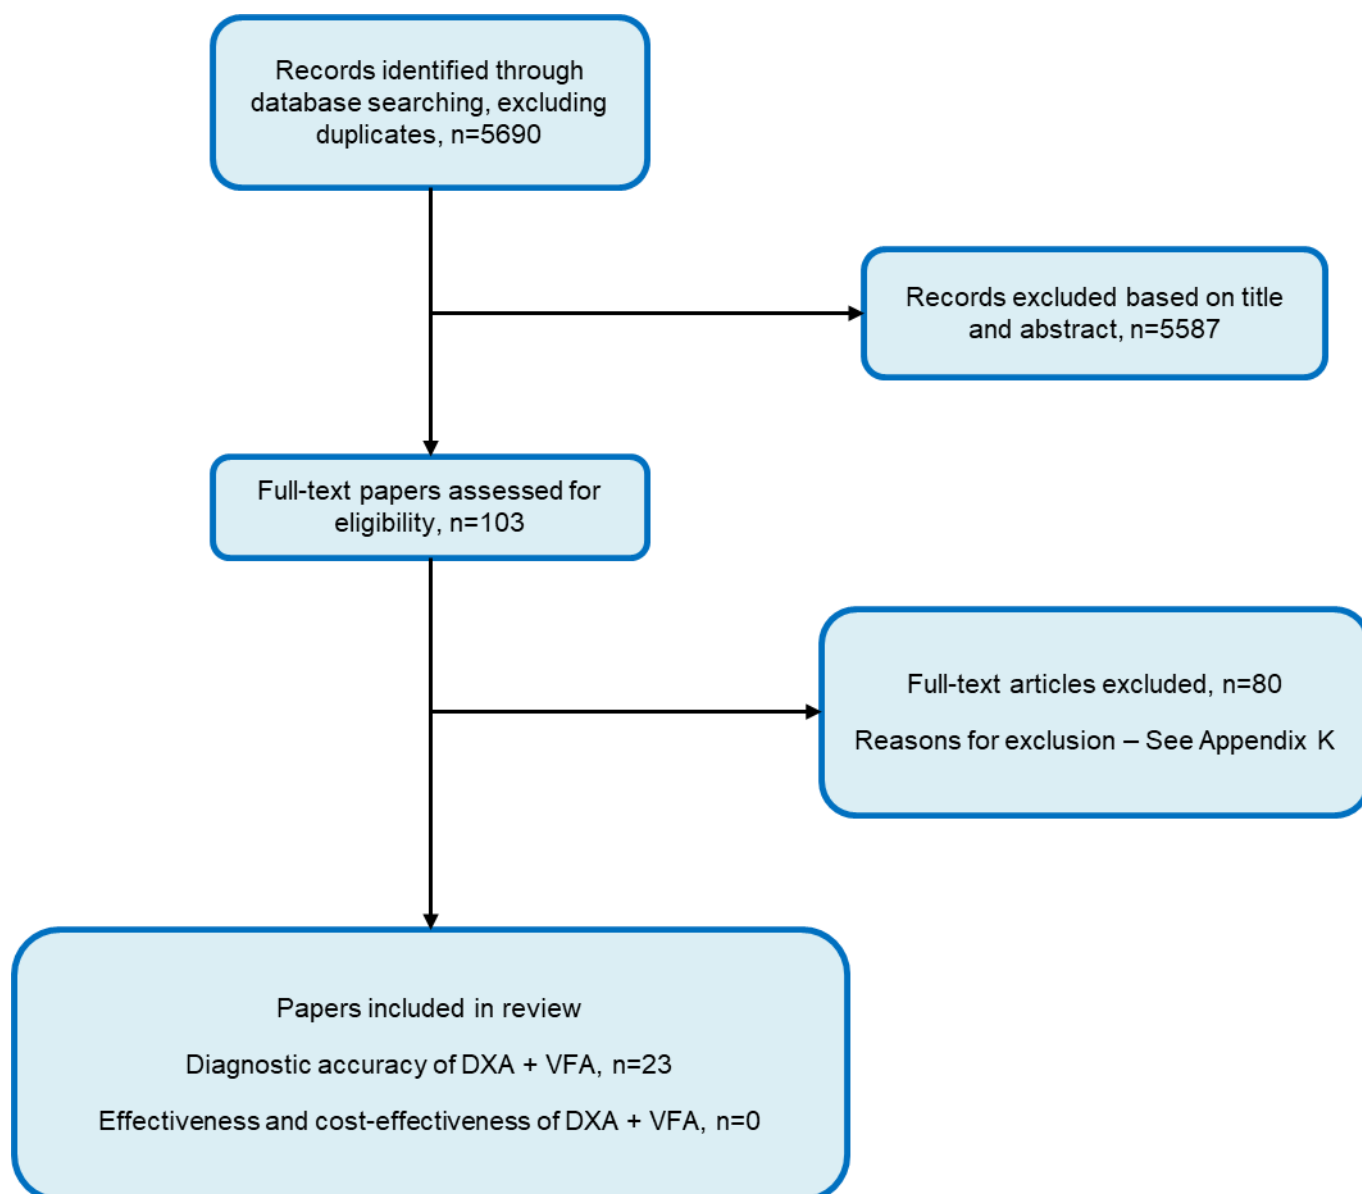 Records identified through
database searching, excluding
duplicates, n=5690
Records excluded based on title
and abstract, n=5587
Full-text papers assessed for
eligibility, n=103
Full-text articles excluded, n=80
Reasons for exclusion – See Appendix K
Papers included in review
Diagnostic accuracy of DXA + VFA, n=23
Effectiveness and cost-effectiveness of DXA + VFA, n=0